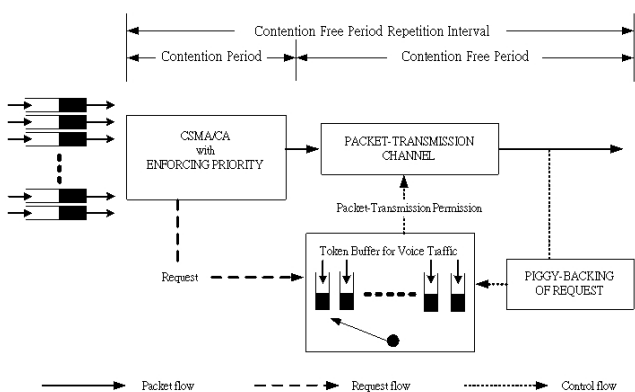 Contention Free Period Repetition Interval
Contention Period
Contention Free Period
CSMA/CA
with
ENFORCING PRIORITY
PACKET-TRANSMISSION
CHANNEL
Packet-Transmission Permission
Token Buffer for Voice Traffic
Request
PIGGY-BACKING
OF REQUEST
Packet flow
Request flow
Control flow